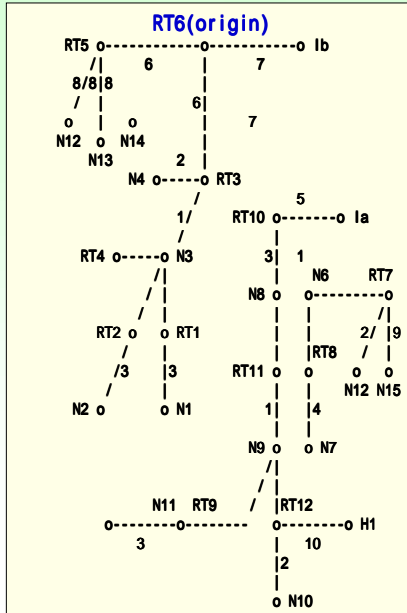 RT6(origin)
RT5 o------------o-----------o Ib
/|\ 6 | 7
8/8|8 6|
/ | | 7
o | o |
N12 o N14 |
N13 2 |
N4 o-----o RT3
/ 5
1/ RT10 o-------o Ia
/ |
RT4 o-----o N3 3| 1
/| | N6 RT7
/ | N8 o o----------o
/ | | | /|
RT2 o o RT1 | | 2/ |9
/ | | |RT8 / |
/3 |3 RT11 o o o o
/ | | | N12 N15
N2 o o N1 1| |4
| |
N9 o o N7
/|
/ |
N11 RT9 / |RT12
o--------o-------- o--------o H1
3 | 10
|2
|
o N10